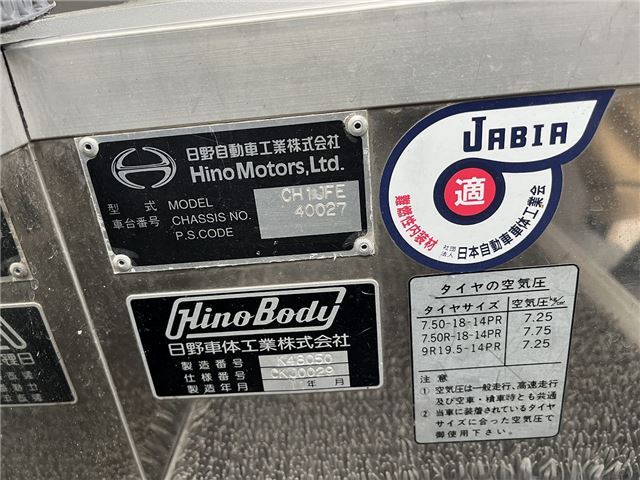 日野自動車工業株式会社
Hino Motors, Ltd.
型 式 MODEL CH1JFE
車台番号 CHASSIS NO. 40027
P.S.CODE
HinoBody
日野車体工業株式会社
製造番号 K48050
仕様番号 CKJ0029
製造年月 年 月
JABIA
適
難燃性内装材
社団法人 日本自動車車体工業会
タイヤの空気圧
タイヤサイズ 空気圧
7.50-18-14PR 7.25
7.50R-18-14PR 7.75
9R19.5-14PR 7.25
注 意
① 空気圧は一般走行、高速走行
及び空車・積車時とも共通
② 当車に装着されているタイヤ
サイズに合った空気圧で
御使用下さい。